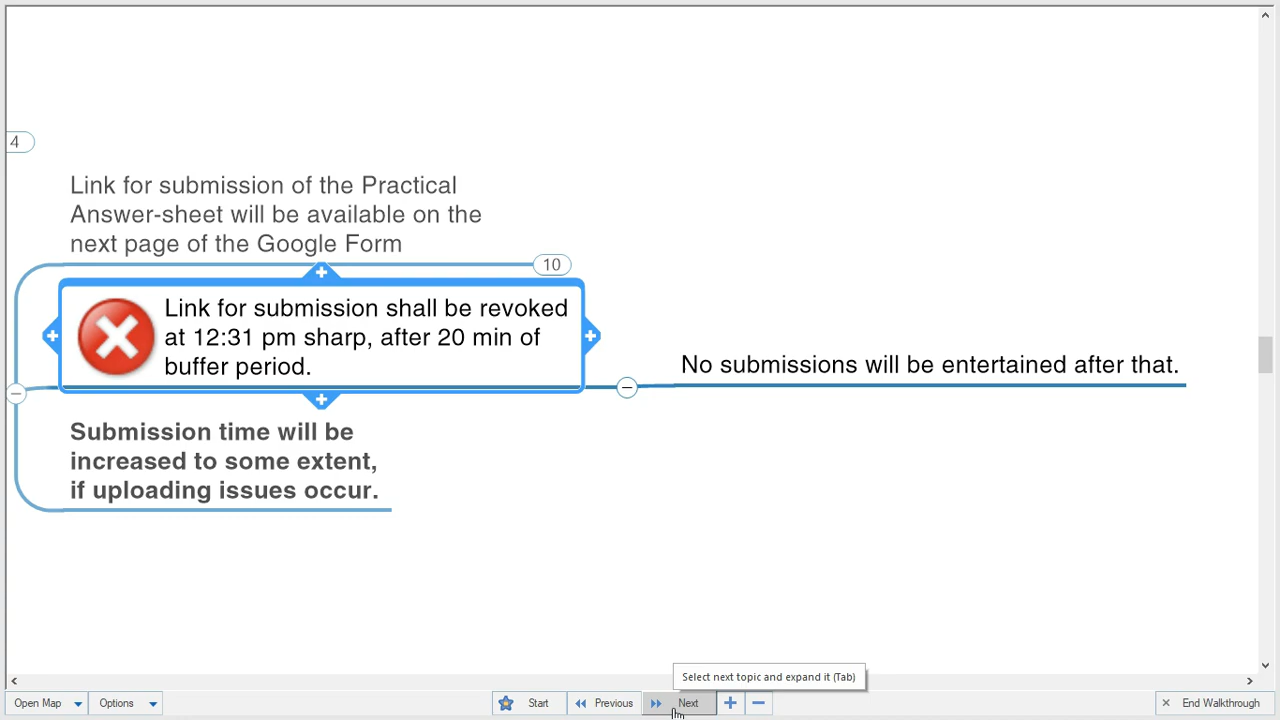 4
Link for submission of the Practical
Answer-sheet will be available on the
next page of the Google Form
10
Link for submission shall be revoked
at 12:31 pm sharp, after 20 min of
buffer period.
No submissions will be entertained after that.
Submission time will be
increased to some extent,
if uploading issues occur.
Select next topic and expand it (Tab)
Open Map
Options
Start
Previous
Next
End Walkthrough